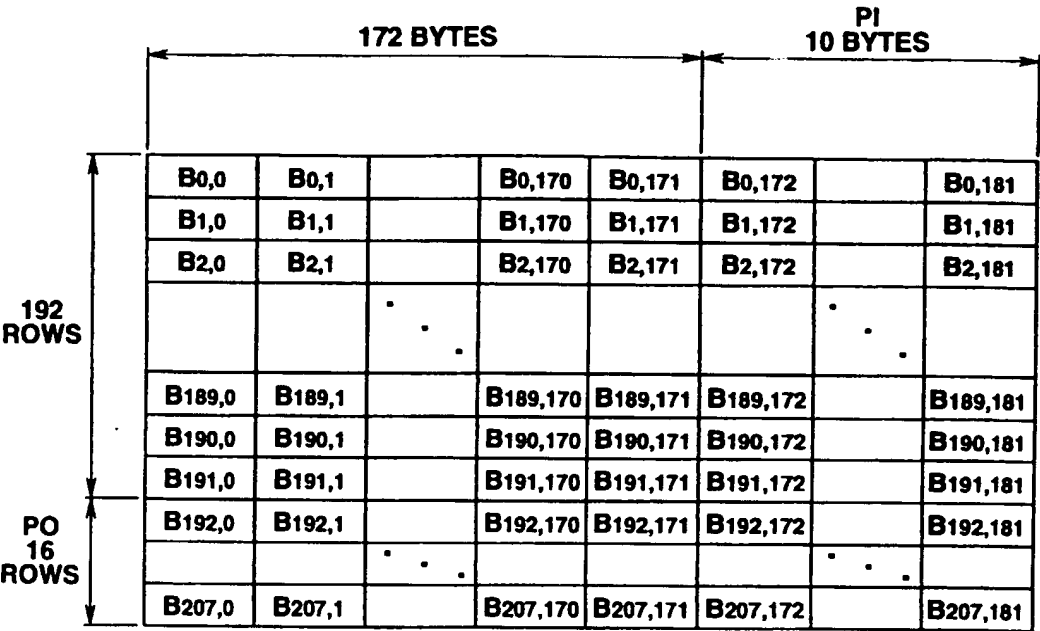 172 BYTES
PI
10 BYTES
B0,0 B0,1 B0,170 B0,171 B0,172 B0,181
B1,0 B1,1 B1,170 B1,171 B1,172 B1,181
B2,0 B2,1 B2,170 B2,171 B2,172 B2,181
192
ROWS
B189,0 B189,1 B189,170 B189,171 B189,172 B189,181
B190,0 B190,1 B190,170 B190,171 B190,172 B190,181
B191,0 B191,1 B191,170 B191,171 B191,172 B191,181
PO
16
ROWS
B192,0 B192,1 B192,170 B192,171 B192,172 B192,181
B207,0 B207,1 B207,170 B207,171 B207,172 B207,181